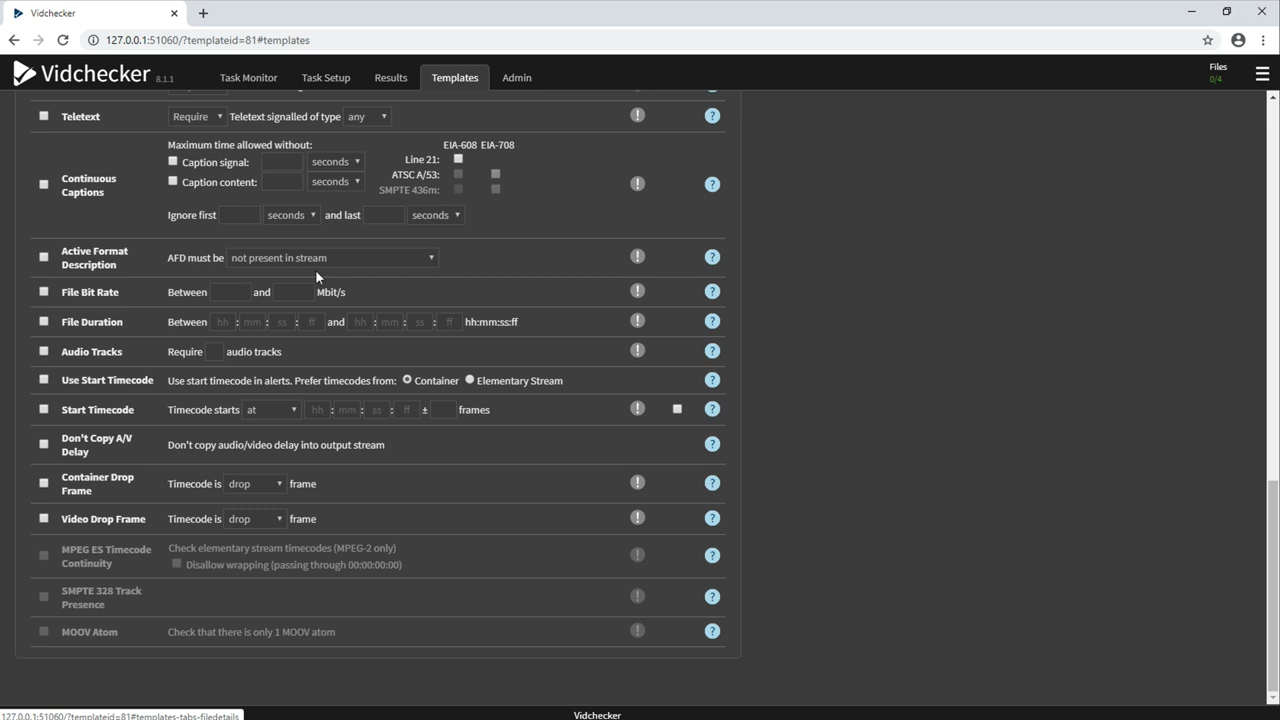 Vidchecker
127.0.0.1:51060/?templateid=81#templates
Vidchecker 8.1.1 Task Monitor Task Setup Results Templates Admin Files
0/4
Teletext Require Teletext signalled of type any ! ?
Maximum time allowed without: EIA-608 EIA-708
Caption signal: seconds Line 21:
Continuous Captions ! ?
Caption content: seconds ATSC A/53:
SMPTE 436m:
Ignore first seconds and last seconds
Active Format
Description AFD must be not present in stream ! ?
File Bit Rate Between and Mbit/s ! ?
File Duration Between hh : mm : ss : ff and hh : mm : ss : ff hh:mm:ss:ff ! ?
Audio Tracks Require audio tracks ! ?
Use Start Timecode Use start timecode in alerts. Prefer timecodes from: Container Elementary Stream ?
Start Timecode Timecode starts at hh : mm : ss : ff ± frames ! ?
Don't Copy A/V
Delay Don't copy audio/video delay into output stream ?
Container Drop
Frame Timecode is drop frame ! ?
Video Drop Frame Timecode is drop frame ! ?
MPEG ES Timecode
Continuity Check elementary stream timecodes (MPEG-2 only) ! ?
Disallow wrapping (passing through 00:00:00:00)
SMPTE 328 Track
Presence ! ?
MOOV Atom Check that there is only 1 MOOV atom ! ?
127.0.0.1:51060/?templateid=81#templates-tabs-filedetails
Vidchecker